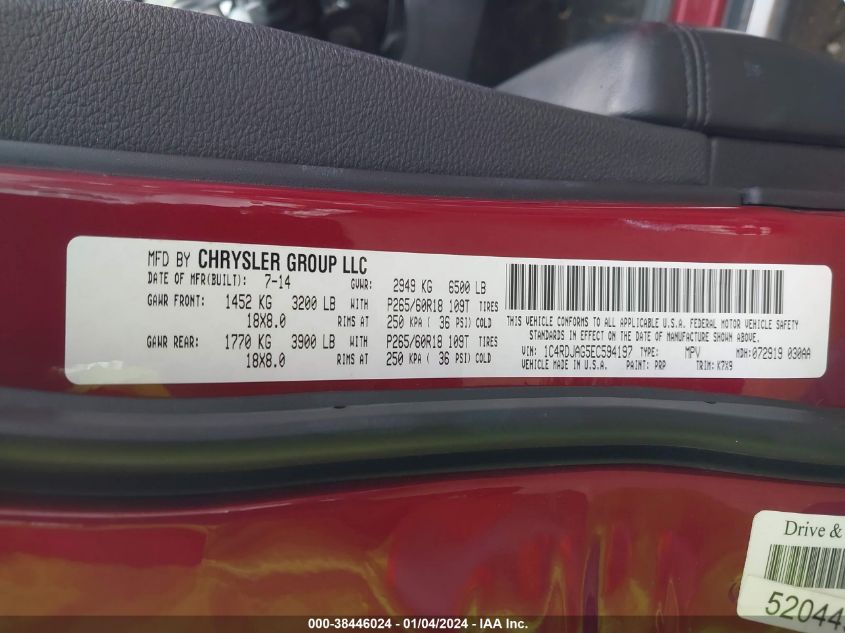 MFD BY CHRYSLER GROUP LLC
DATE OF MFR(BUILT): 7-14 GVWR: 2949 KG 6500 LB
GAWR FRONT: 1452 KG 3200 LB WITH P265/60R18 109T TIRES
18X8.0 RIMS AT 250 KPA ( 36 PSI) COLD
GAWR REAR: 1770 KG 3900 LB WITH P265/60R18 109T TIRES
18X8.0 RIMS AT 250 KPA ( 36 PSI) COLD
THIS VEHICLE CONFORMS TO ALL APPLICABLE U.S.A. FEDERAL MOTOR VEHICLE SAFETY
STANDARDS IN EFFECT ON THE DATE OF MANUFACTURE SHOWN ABOVE.
VIN: 1C4RDJAG5EC594197 TYPE: MPV MDH: 072919 030AA
VEHICLE MADE IN U.S.A. PAINT: PRP TRIM: K7X9
Drive &
52044
000-38446024 - 01/04/2024 - IAA Inc.